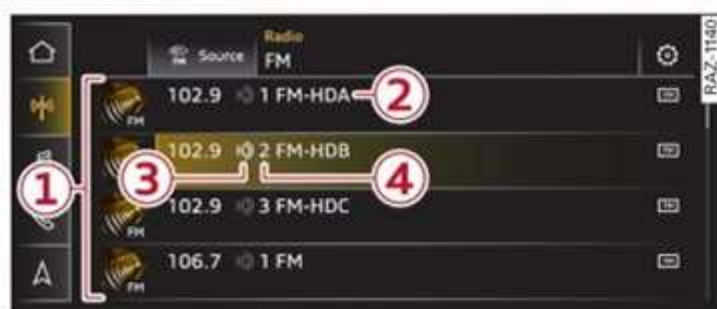 Radio
Source FM
1
102.9 1 FM-HDA
2
FM
102.9 2 FM-HDB
3
4
102.9 3 FM-HDC
FM
106.7 1 FM
FM
RAZ-1140